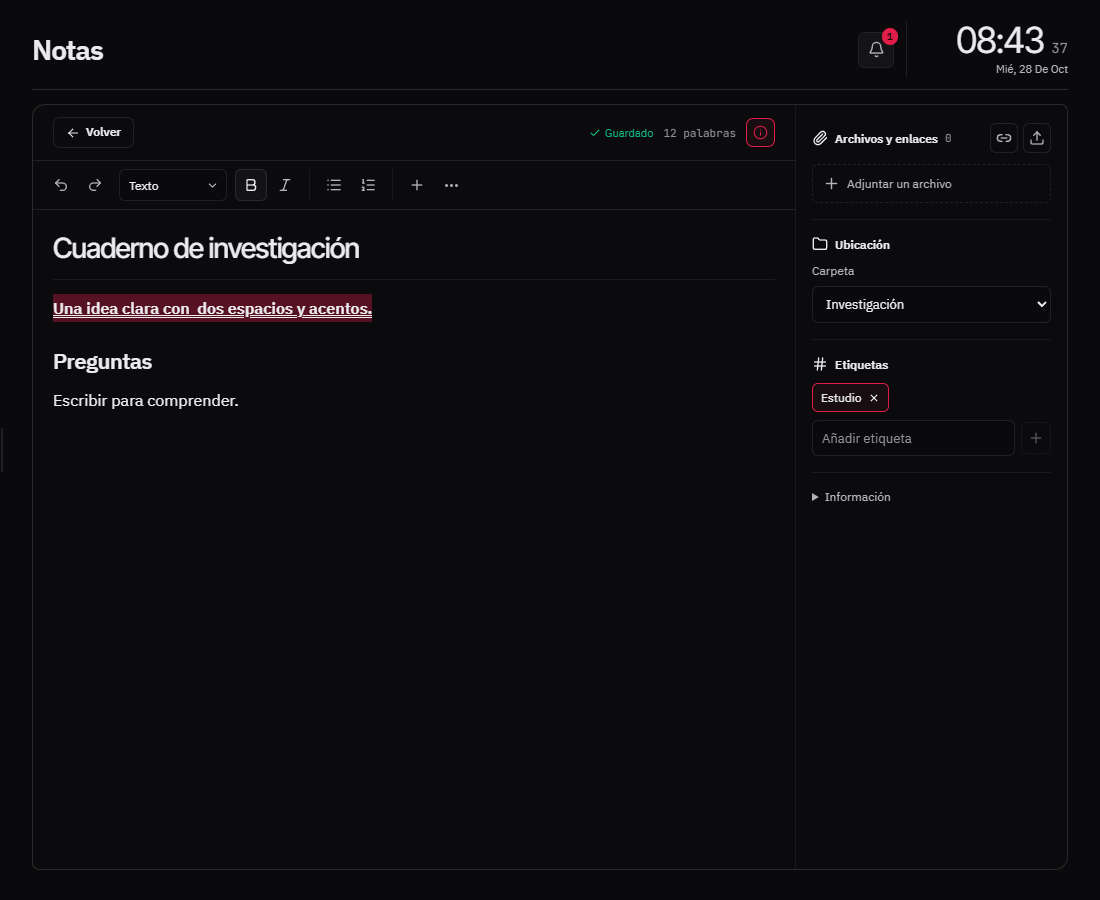 Notas
1
08:43 37
Mié, 28 De Oct
Volver
Guardado 12 palabras
Texto
Cuaderno de investigación
Una idea clara con  dos espacios y acentos.
Preguntas
Escribir para comprender.
Archivos y enlaces 0
Adjuntar un archivo
Ubicación
Carpeta
Investigación
Etiquetas
Estudio
Añadir etiqueta
Información